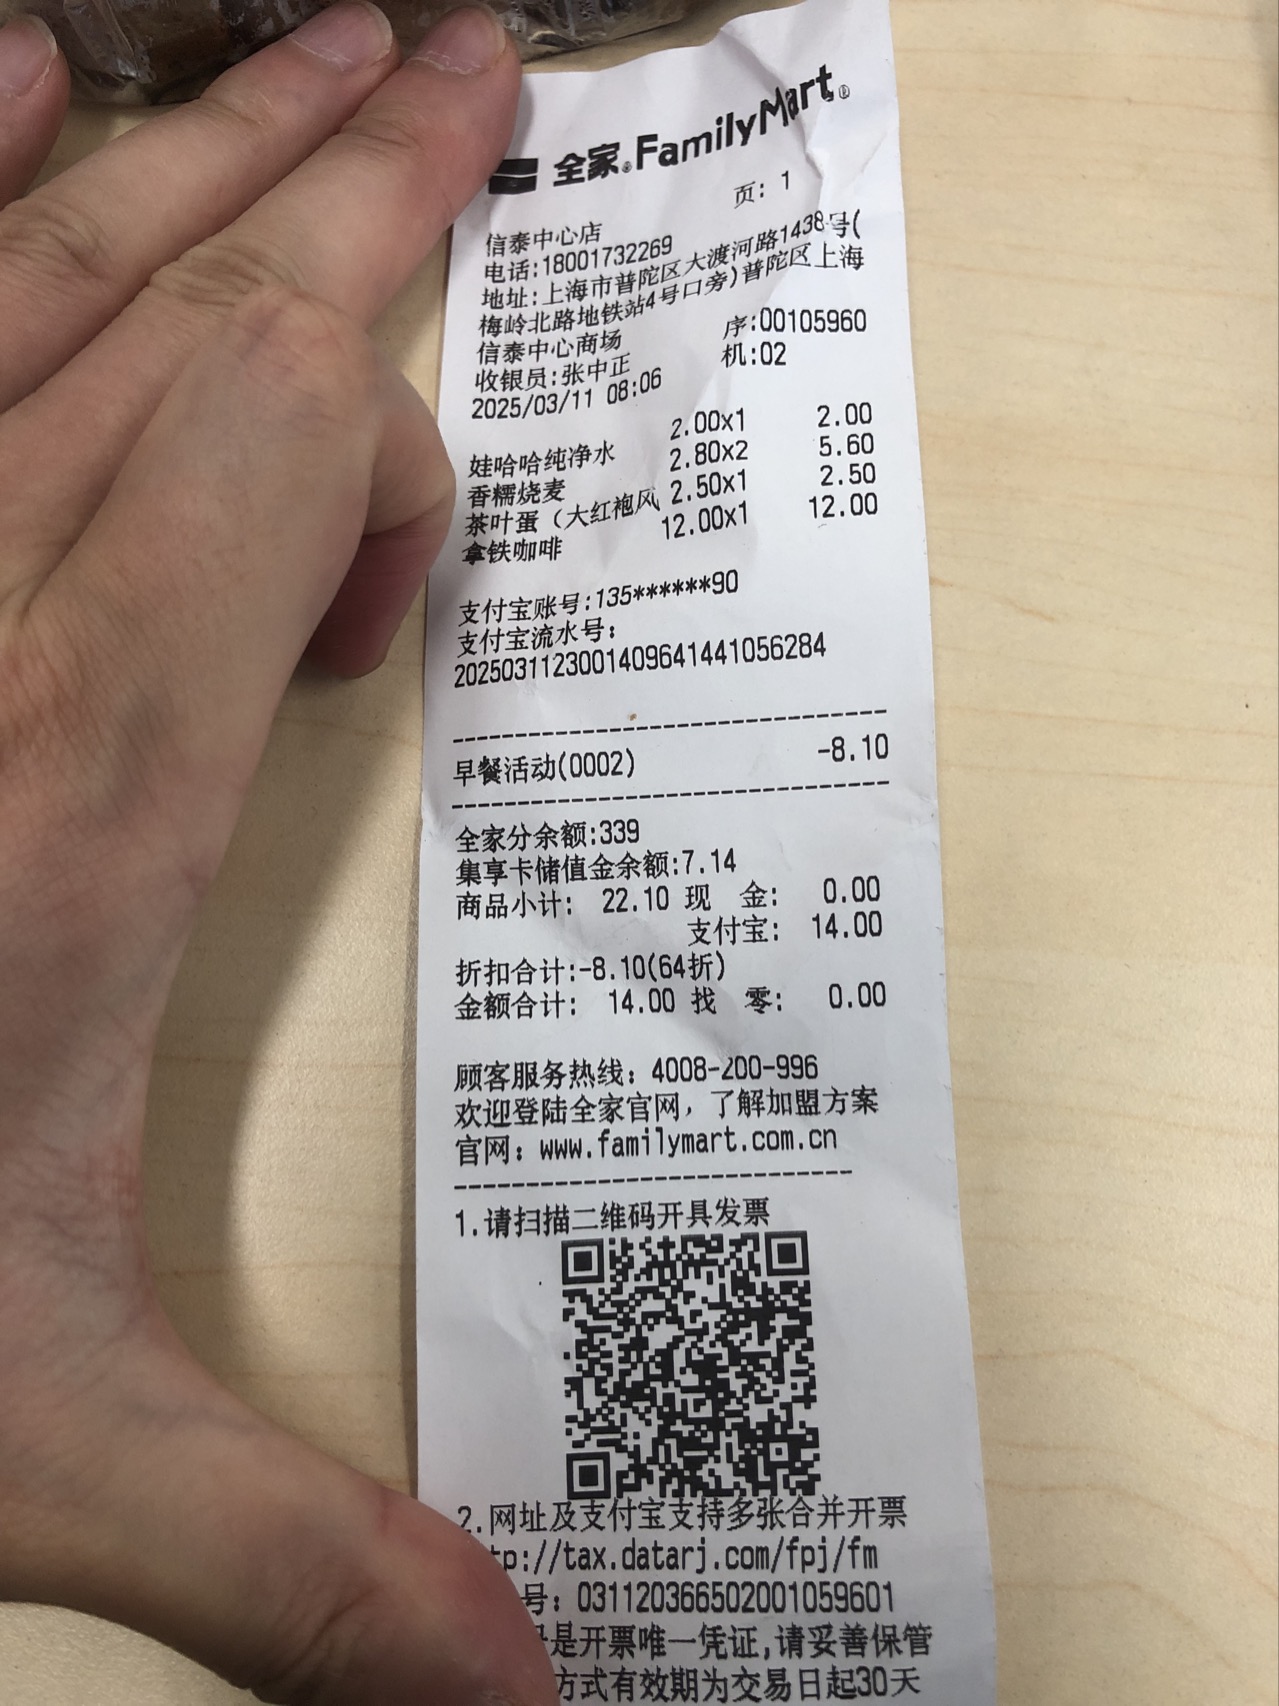 全家®FamilyMart®
页: 1
信泰中心店
电话:18001732269
地址:上海市普陀区大渡河路1438号(
梅岭北路地铁站4号口旁)普陀区上海
信泰中心商场 序:00105960
收银员:张中正 机:02
2025/03/11 08:06
娃哈哈纯净水 2.00x1 2.00
香糯烧麦 2.80x2 5.60
茶叶蛋(大红袍风 2.50x1 2.50
拿铁咖啡 12.00x1 12.00
支付宝账号:135******90
支付宝流水号:
2025031123001409641441056284
早餐活动(0002) -8.10
全家分余额:339
集享卡储值金余额:7.14
商品小计: 22.10 现 金: 0.00
支付宝: 14.00
折扣合计:-8.10(64折)
金额合计: 14.00 找 零: 0.00
顾客服务热线: 4008-200-996
欢迎登陆全家官网,了解加盟方案
官网: www.familymart.com.cn
1.请扫描二维码开具发票
2.网址及支付宝支持多张合并开票
tp://tax.datarj.com/fpj/fm
号: 0311203665020010​59601
是开票唯一凭证,请妥善保管
方式有效期为交易日起30天